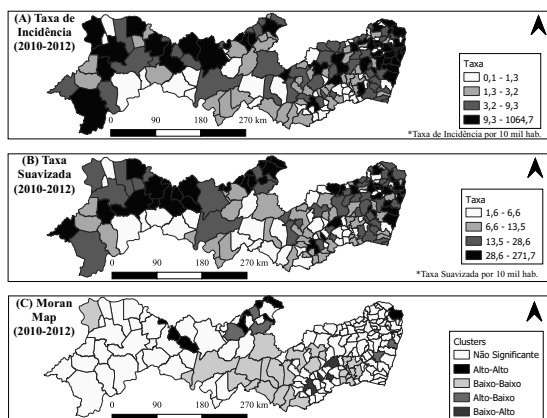 (A) Taxa de
Incidência
(2010-2012)
Taxa
0,1 - 1,3
1,3 - 3,2
3,2 - 9,3
9,3 - 1064,7
0 90 180 270 km
*Taxa de Incidência por 10 mil hab.
(B) Taxa
Suavizada
(2010-2012)
Taxa
1,6 - 6,6
6,6 - 13,5
13,5 - 28,6
28,6 - 271,7
0 90 180 270 km
*Taxa Suavizada por 10 mil hab.
(C) Moran
Map
(2010-2012)
Clusters
Não Significante
Alto-Alto
Baixo-Baixo
Alto-Baixo
Baixo-Alto
0 90 180 270 km